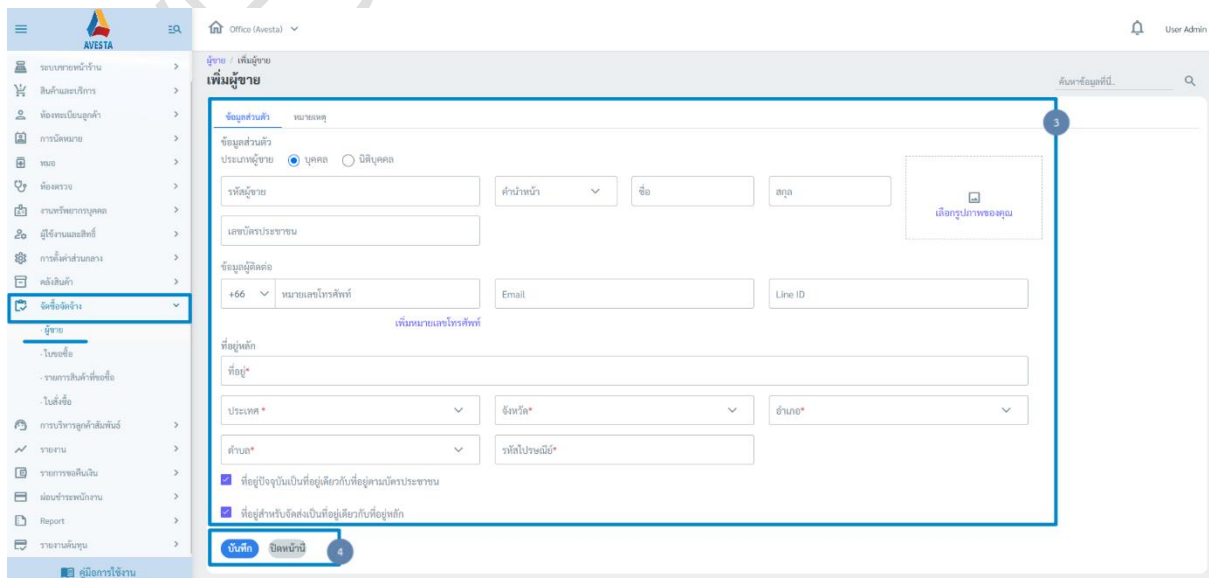 AVESTA
Office (Avesta)
User Admin
ระบบขายหน้าร้าน
สินค้าและบริการ
ห้องทะเบียนลูกค้า
การนัดหมาย
หมอ
ห้องตรวจ
งานทรัพยากรบุคคล
ผู้ใช้งานและสิทธิ์
การตั้งค่าส่วนกลาง
คลังสินค้า
จัดซื้อจัดจ้าง
- ผู้ขาย
- ใบขอซื้อ
- รายการสินค้าที่ขอซื้อ
- ใบสั่งซื้อ
การบริหารลูกค้าสัมพันธ์
รายงาน
รายการขอคืนเงิน
ผ่อนชำระพนักงาน
Report
รายงานต้นทุน
คู่มือการใช้งาน
ผู้ขาย / เพิ่มผู้ขาย
เพิ่มผู้ขาย
ค้นหาข้อมูลที่นี่..
ข้อมูลส่วนตัว หมายเหตุ
3
ข้อมูลส่วนตัว
ประเภทผู้ขาย บุคคล นิติบุคคล
รหัสผู้ขาย คำนำหน้า ชื่อ สกุล
เลือกรูปภาพของคุณ
เลขบัตรประชาชน
ข้อมูลผู้ติดต่อ
+66 หมายเลขโทรศัพท์ Email Line ID
เพิ่มหมายเลขโทรศัพท์
ที่อยู่หลัก
ที่อยู่*
ประเทศ * จังหวัด* อำเภอ*
ตำบล* รหัสไปรษณีย์*
ที่อยู่ปัจจุบันเป็นที่อยู่เดียวกับที่อยู่ตามบัตรประชาชน
ที่อยู่สำหรับจัดส่งเป็นที่อยู่เดียวกับที่อยู่หลัก
บันทึก ปิดหน้านี้
4